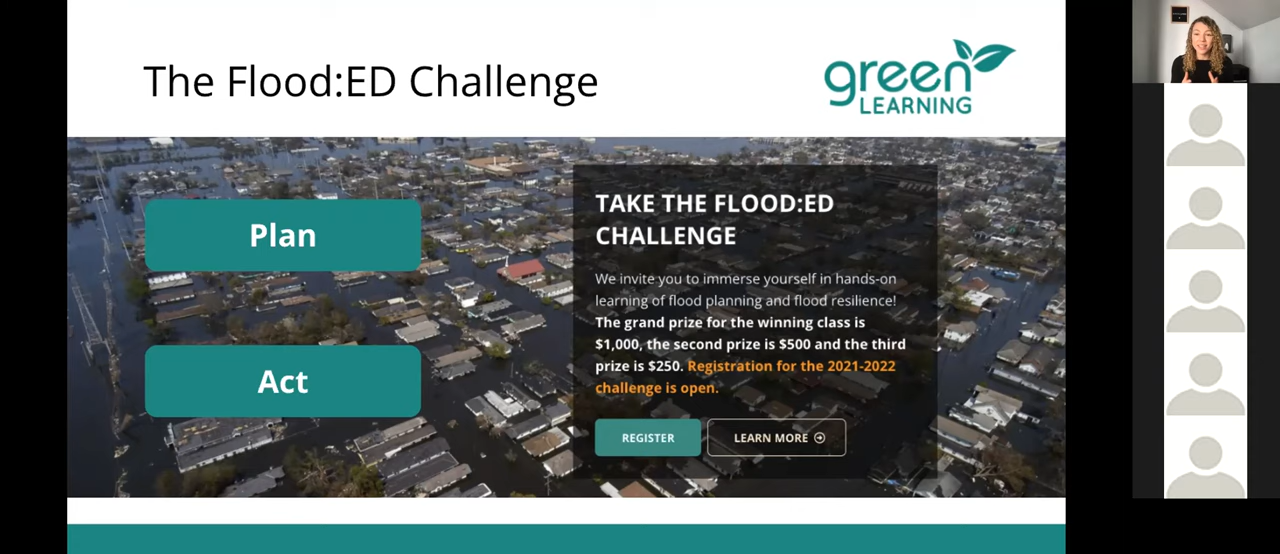 The Flood:ED Challenge
green
LEARNING
Plan
Act
TAKE THE FLOOD:ED
CHALLENGE
We invite you to immerse yourself in hands-on
learning of flood planning and flood resilience!
The grand prize for the winning class is
$1,000, the second prize is $500 and the third
prize is $250. Registration for the 2021-2022
challenge is open.
REGISTER
LEARN MORE